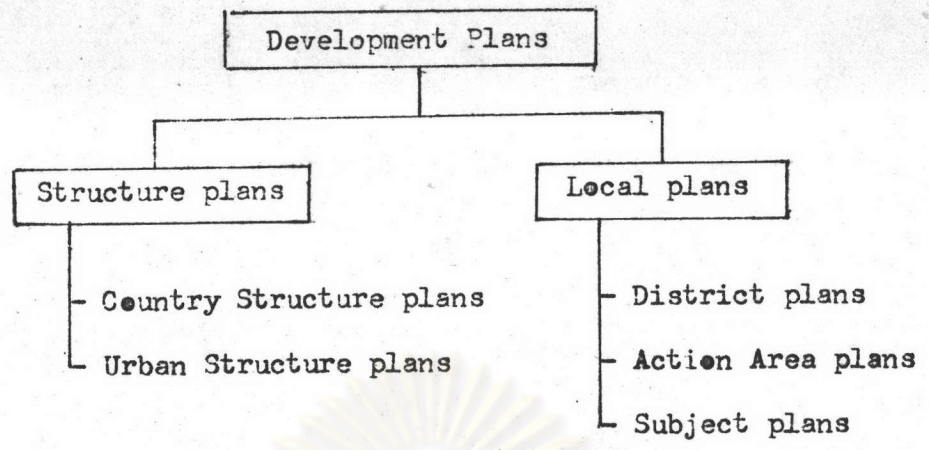 Development Plans
Structure plans
Local plans
Country Structure plans
Urban Structure plans
District plans
Action Area plans
Subject plans